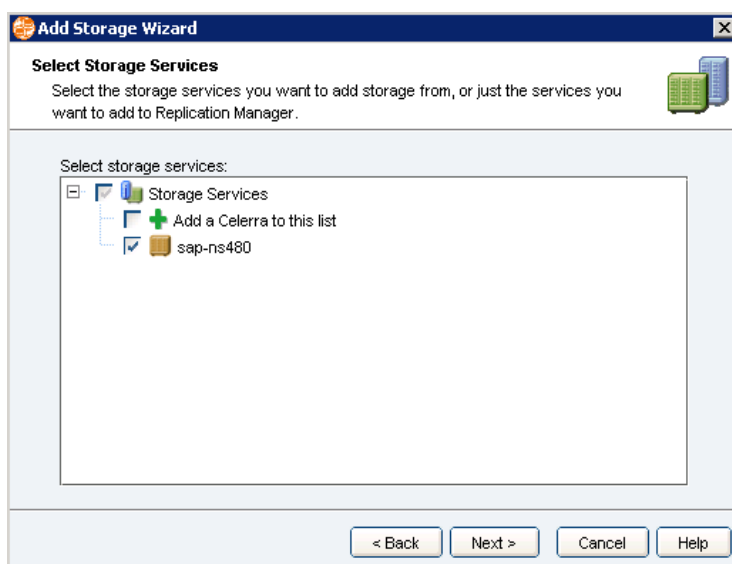 Add Storage Wizard
Select Storage Services
Select the storage services you want to add storage from, or just the services you
want to add to Replication Manager.
Select storage services:
Storage Services
Add a Celerra to this list
sap-ns480
< Back Next > Cancel Help